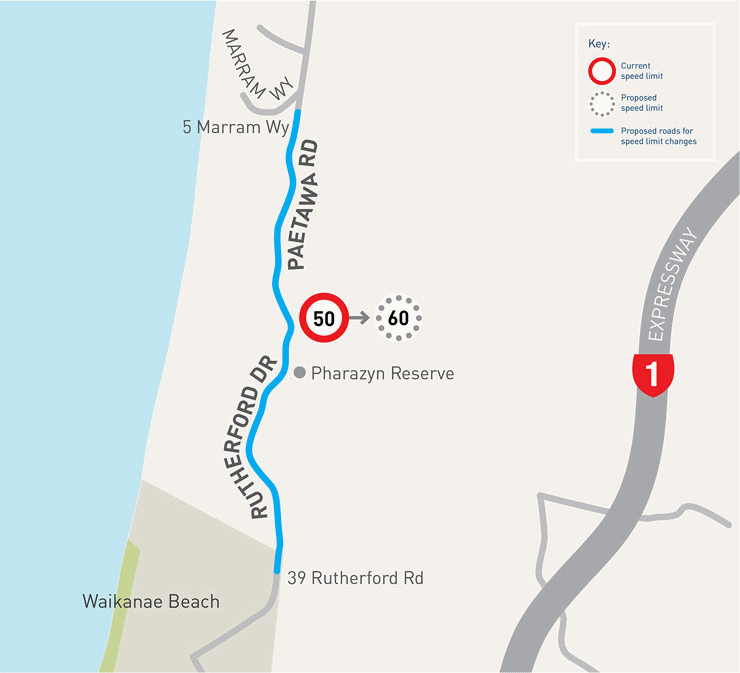 Key:
Current
speed limit
Proposed
speed limit
Proposed roads for
speed limit changes
MARRAM WY
5 Marram Wy
PAETAWA RD
EXPRESSWAY
50
60
1
Pharazyn Reserve
RUTHERFORD DR
39 Rutherford Rd
Waikanae Beach